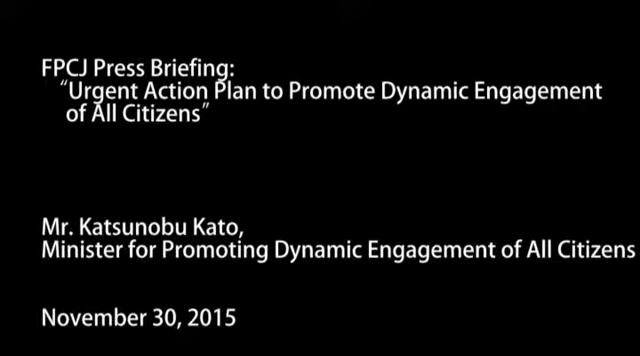 FPCJ Press Briefing:
“Urgent Action Plan to Promote Dynamic Engagement
of All Citizens”
Mr. Katsunobu Kato,
Minister for Promoting Dynamic Engagement of All Citizens
November 30, 2015